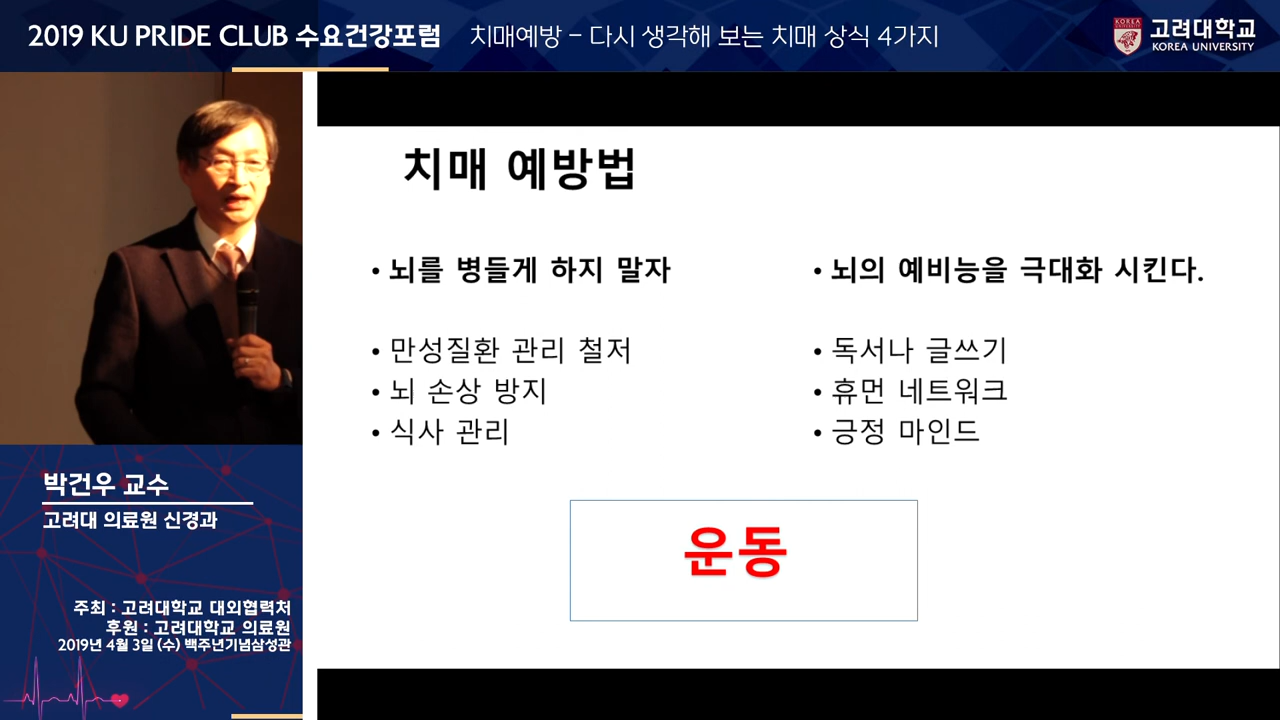 2019 KU PRIDE CLUB 수요건강포럼 치매예방 – 다시 생각해 보는 치매 상식 4가지
KOREA
고려대학교
KOREA UNIVERSITY
치매 예방법
• 뇌를 병들게 하지 말자
• 만성질환 관리 철저
• 뇌 손상 방지
• 식사 관리
• 뇌의 예비능을 극대화 시킨다.
• 독서나 글쓰기
• 휴먼 네트워크
• 긍정 마인드
운동
박건우 교수
고려대 의료원 신경과
주최 : 고려대학교 대외협력처
후원 : 고려대학교 의료원
2019년 4월 3일 (수) 백주년기념삼성관